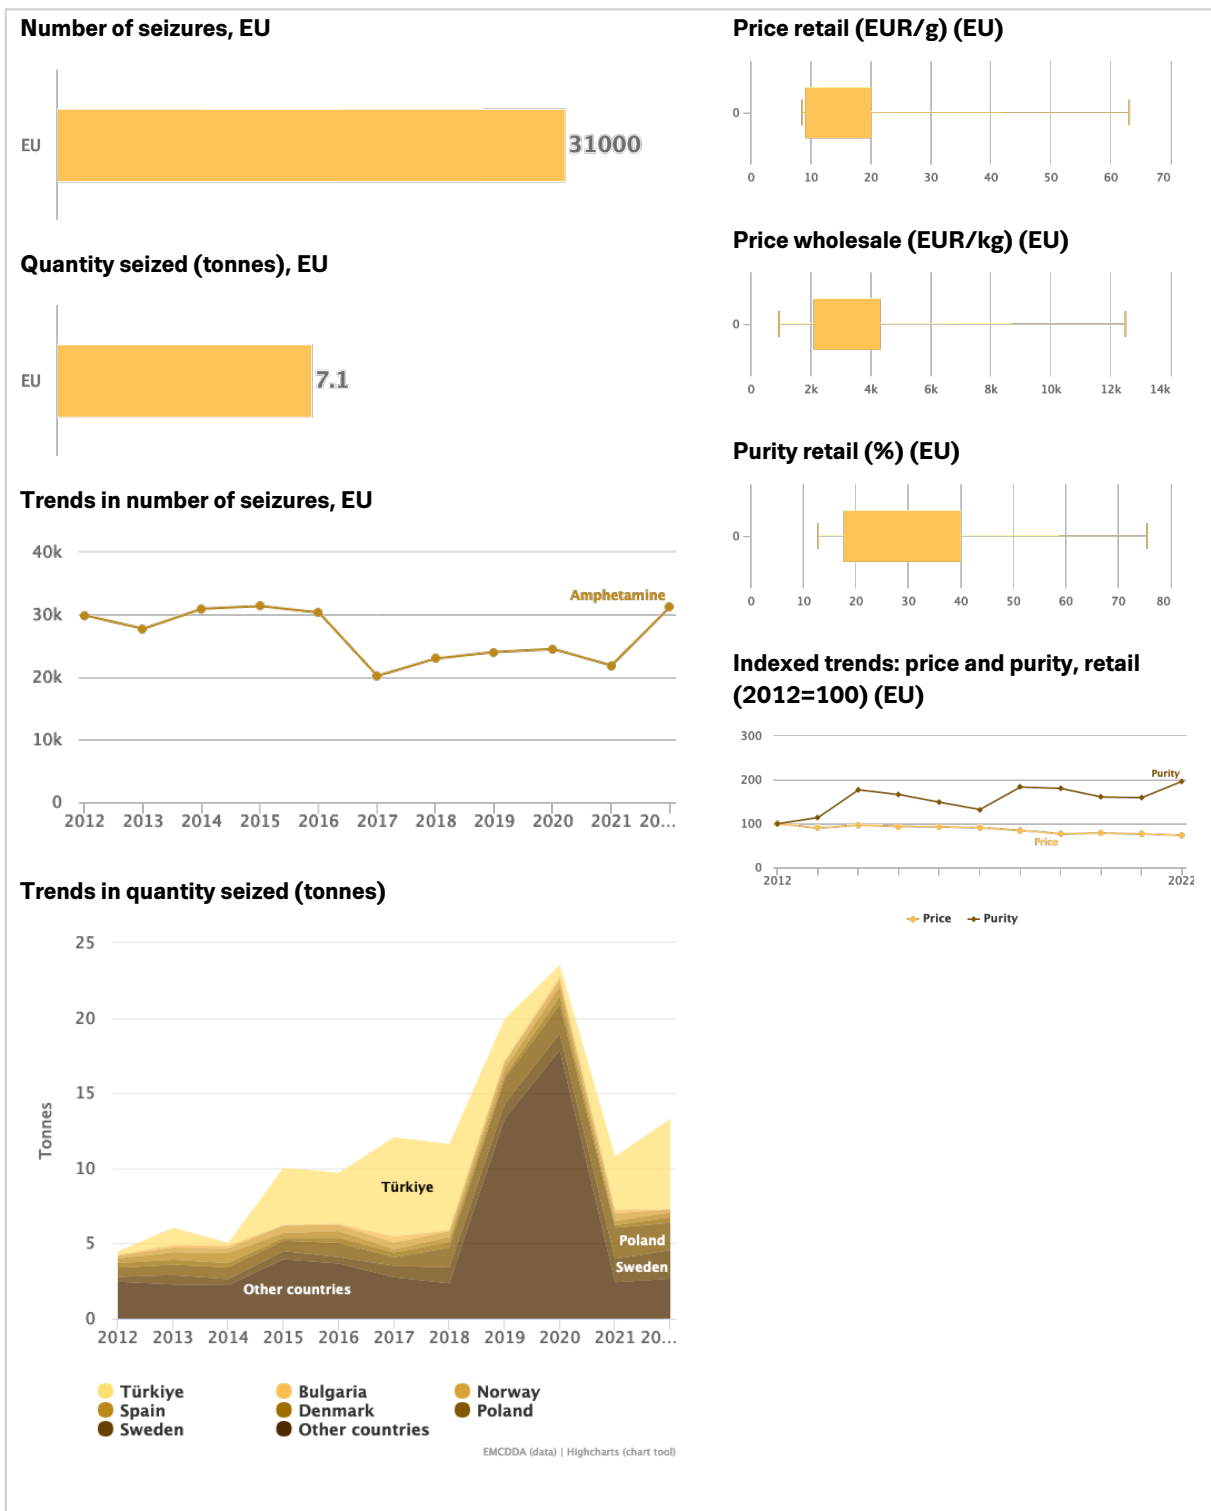 Number of seizures, EU
EU
31000
Quantity seized (tonnes), EU
EU
7.1
Trends in number of seizures, EU
40k
30k
20k
10k
0
Amphetamine
2012 2013 2014 2015 2016 2017 2018 2019 2020 2021 20...
Trends in quantity seized (tonnes)
25
20
15
10
5
0
Tonnes
Türkiye
Poland
Sweden
Other countries
2012 2013 2014 2015 2016 2017 2018 2019 2020 2021 20...
Türkiye Bulgaria Norway
Spain Denmark Poland
Sweden Other countries
EMCDDA (data) | Highcharts (chart tool)
Price retail (EUR/g) (EU)
0
0 10 20 30 40 50 60 70
Price wholesale (EUR/kg) (EU)
0
0 2k 4k 6k 8k 10k 12k 14k
Purity retail (%) (EU)
0
0 10 20 30 40 50 60 70 80
Indexed trends: price and purity, retail
(2012=100) (EU)
300
200
100
0
Purity
Price
2012 2022
Price Purity